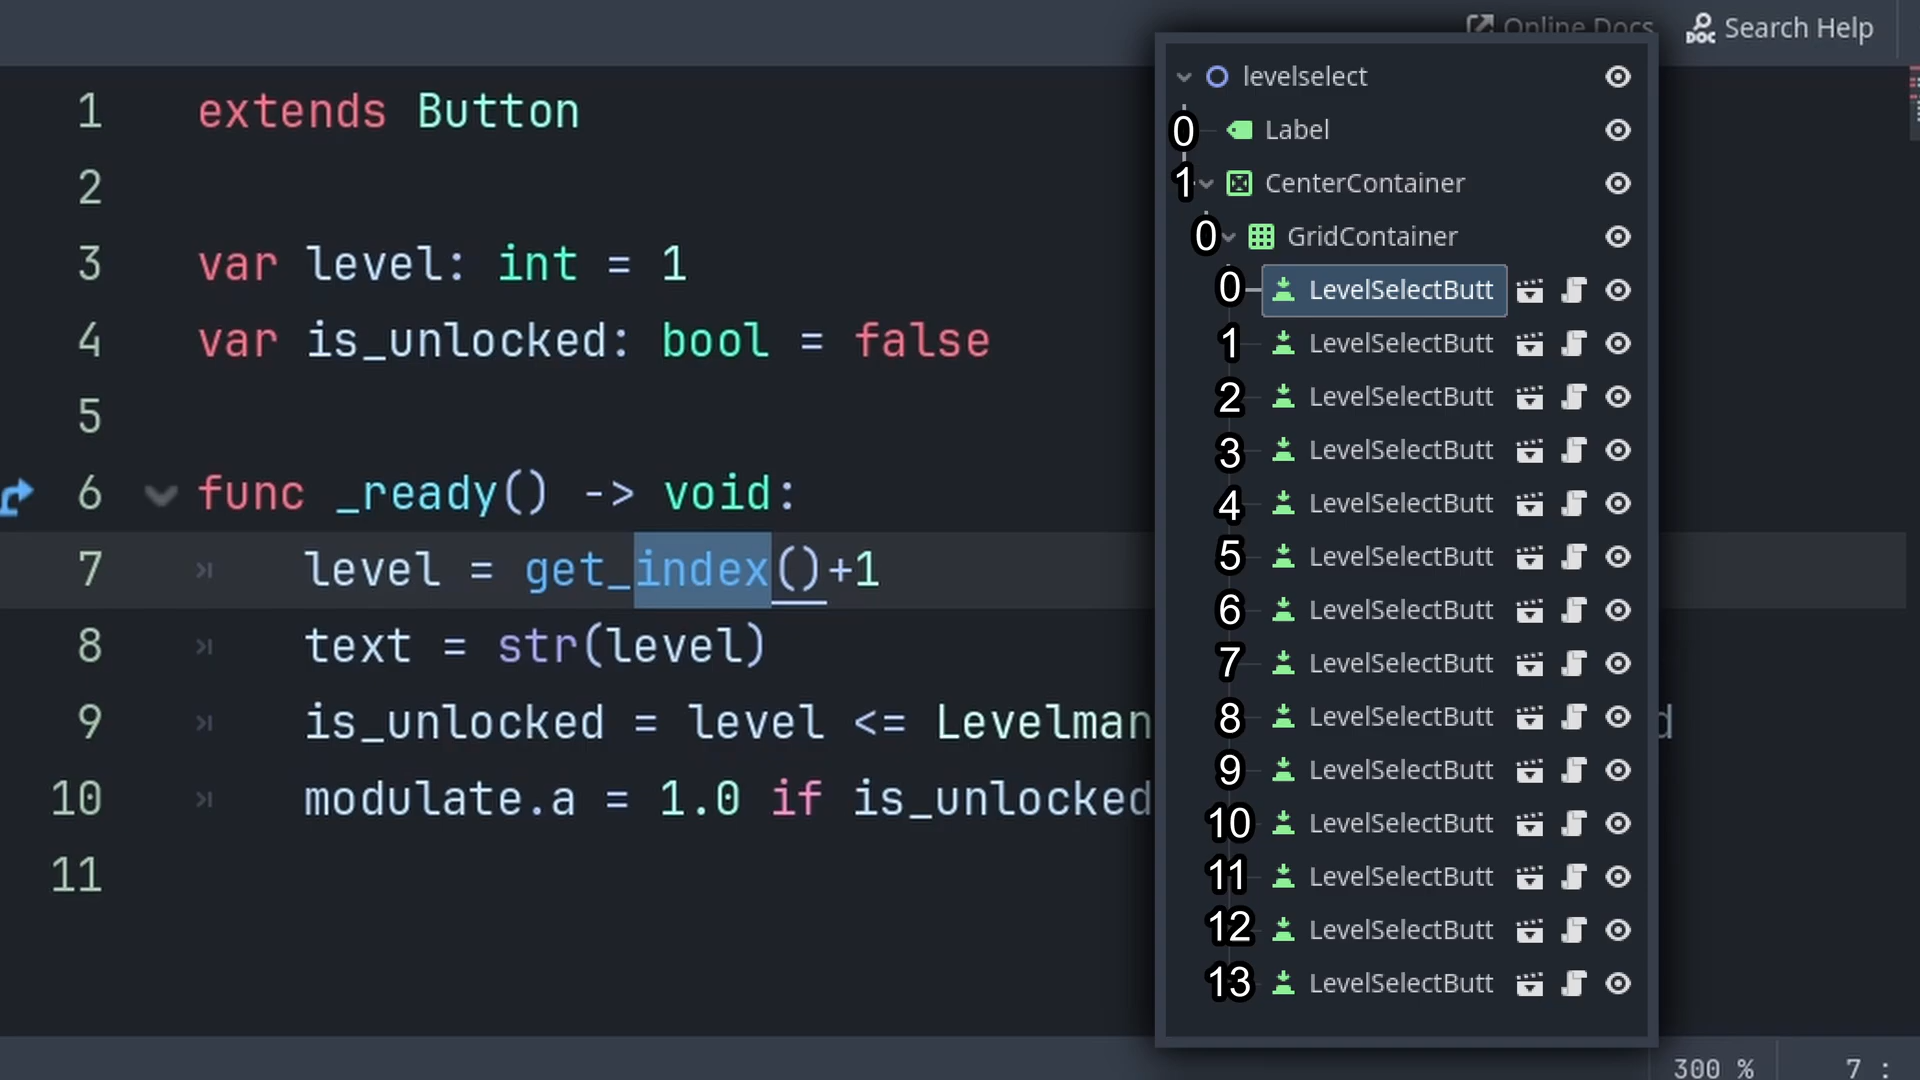 Online Docs
Search Help
1 extends Button
2
3 var level: int = 1
4 var is_unlocked: bool = false
5
6 func _ready() -> void:
7 level = get_index()+1
8 text = str(level)
9 is_unlocked = level <= Levelman
d
10 modulate.a = 1.0 if is_unlocked
11
levelselect
0 Label
1 CenterContainer
0 GridContainer
0 LevelSelectButt
1 LevelSelectButt
2 LevelSelectButt
3 LevelSelectButt
4 LevelSelectButt
5 LevelSelectButt
6 LevelSelectButt
7 LevelSelectButt
8 LevelSelectButt
9 LevelSelectButt
10 LevelSelectButt
11 LevelSelectButt
12 LevelSelectButt
13 LevelSelectButt
300 %
7 :